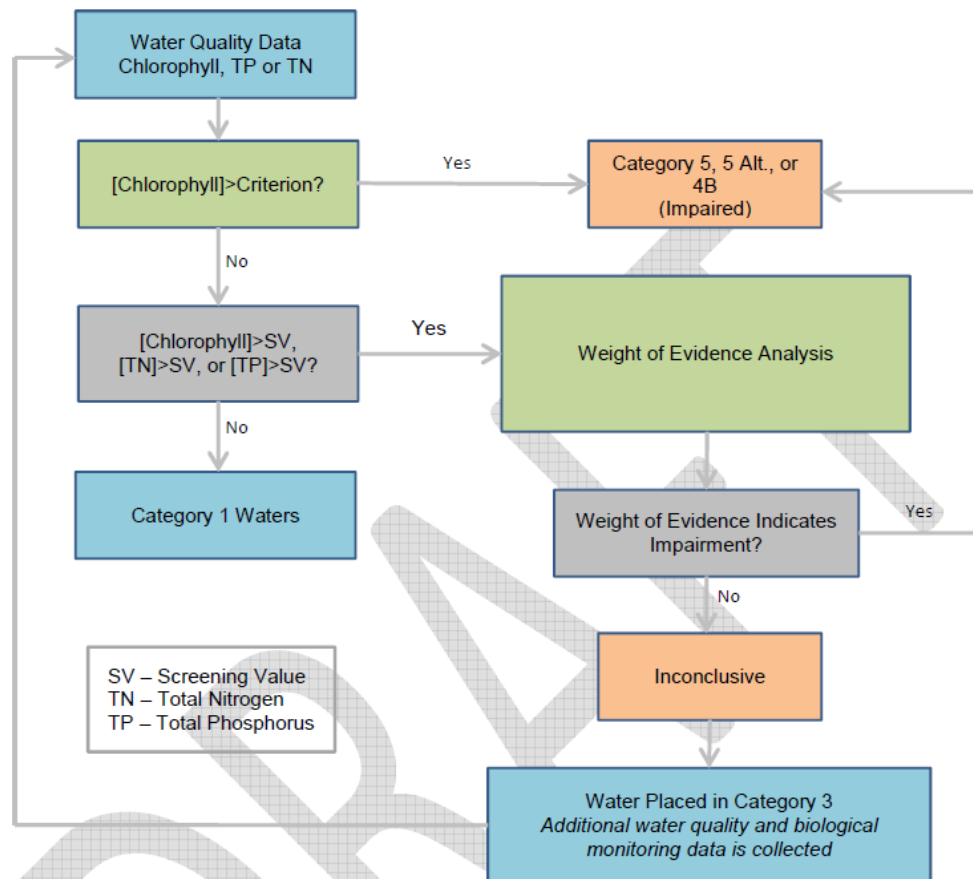 Water Quality Data
Chlorophyll, TP or TN
[Chlorophyll]>Criterion?
Yes
Category 5, 5 Alt., or
4B
(Impaired)
No
[Chlorophyll]>SV,
[TN]>SV, or [TP]>SV?
Yes
Weight of Evidence Analysis
No
Category 1 Waters
Weight of Evidence Indicates
Impairment?
Yes
No
Inconclusive
SV – Screening Value
TN – Total Nitrogen
TP – Total Phosphorus
Water Placed in Category 3
Additional water quality and biological
monitoring data is collected
DRAFT